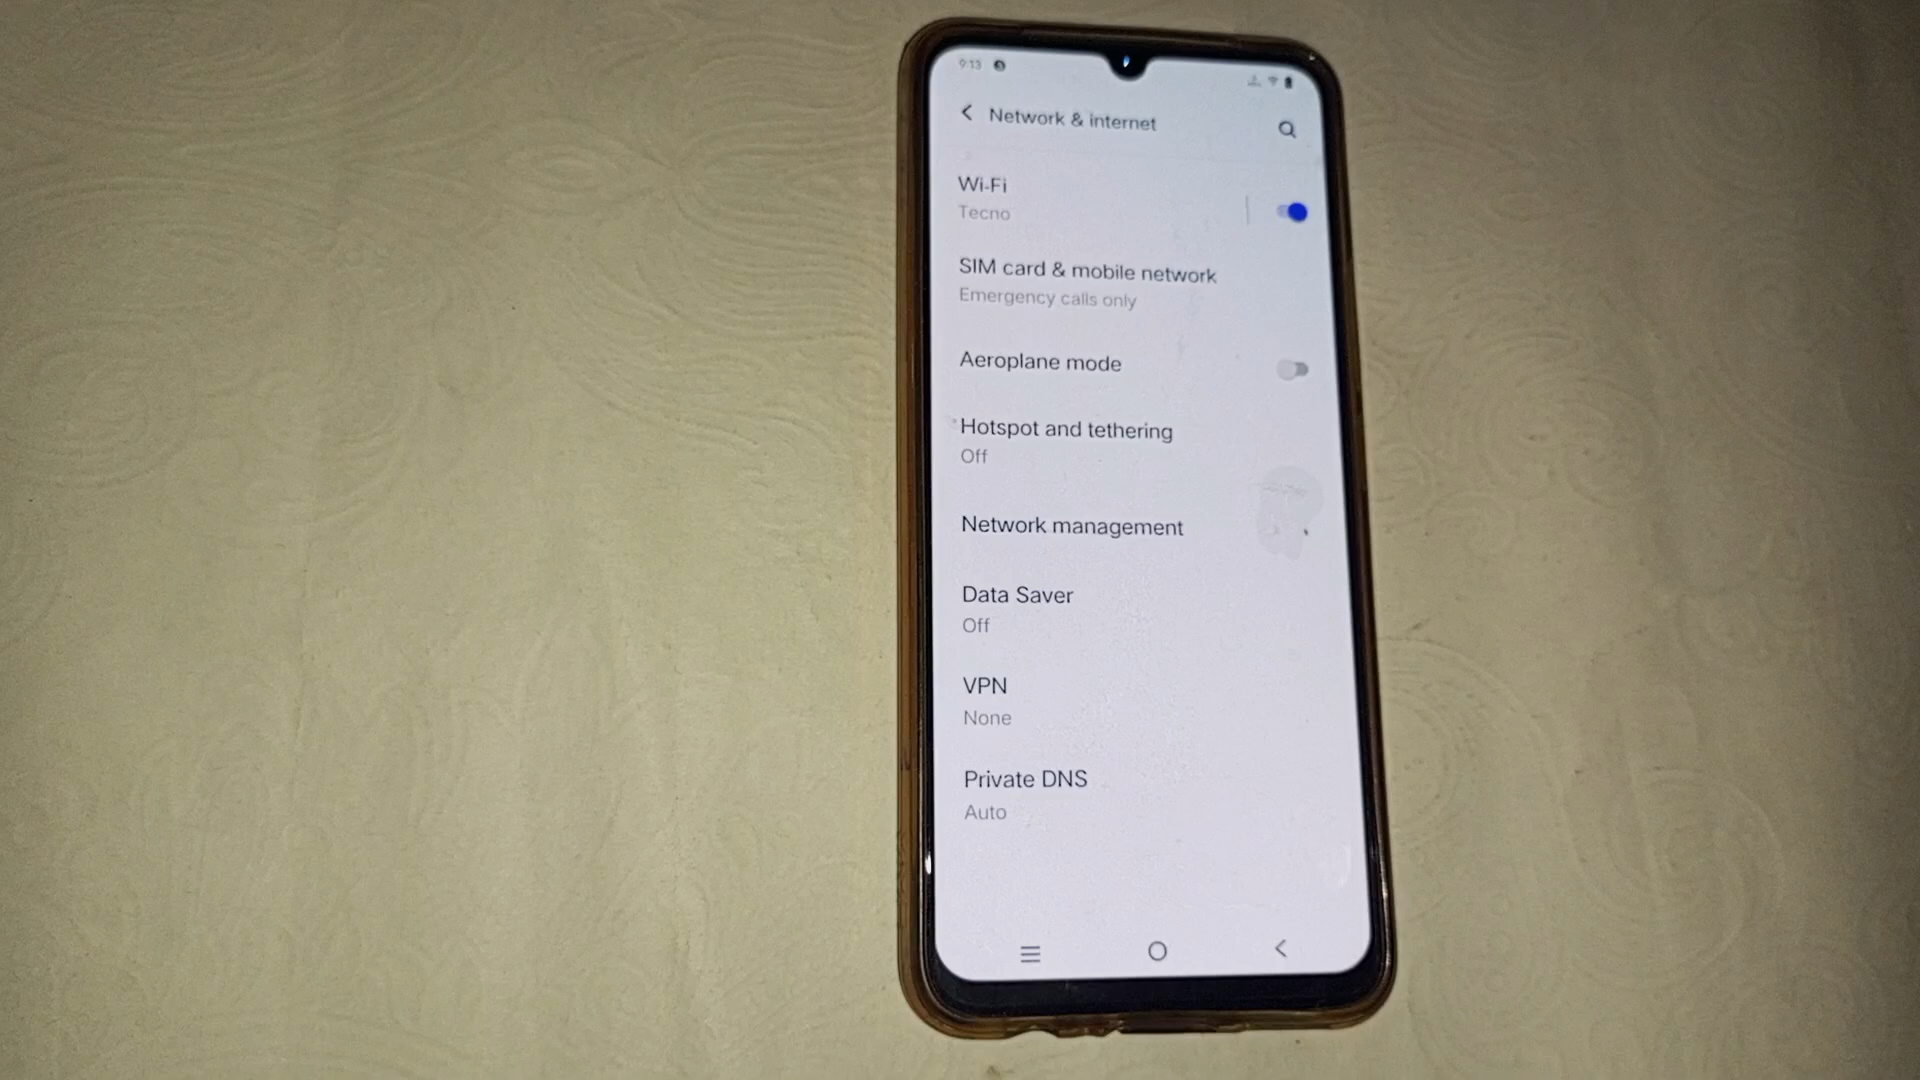 9:13
Network & internet
Wi-Fi
Tecno
SIM card & mobile network
Emergency calls only
Aeroplane mode
Hotspot and tethering
Off
Network management
Data Saver
Off
VPN
None
Private DNS
Auto